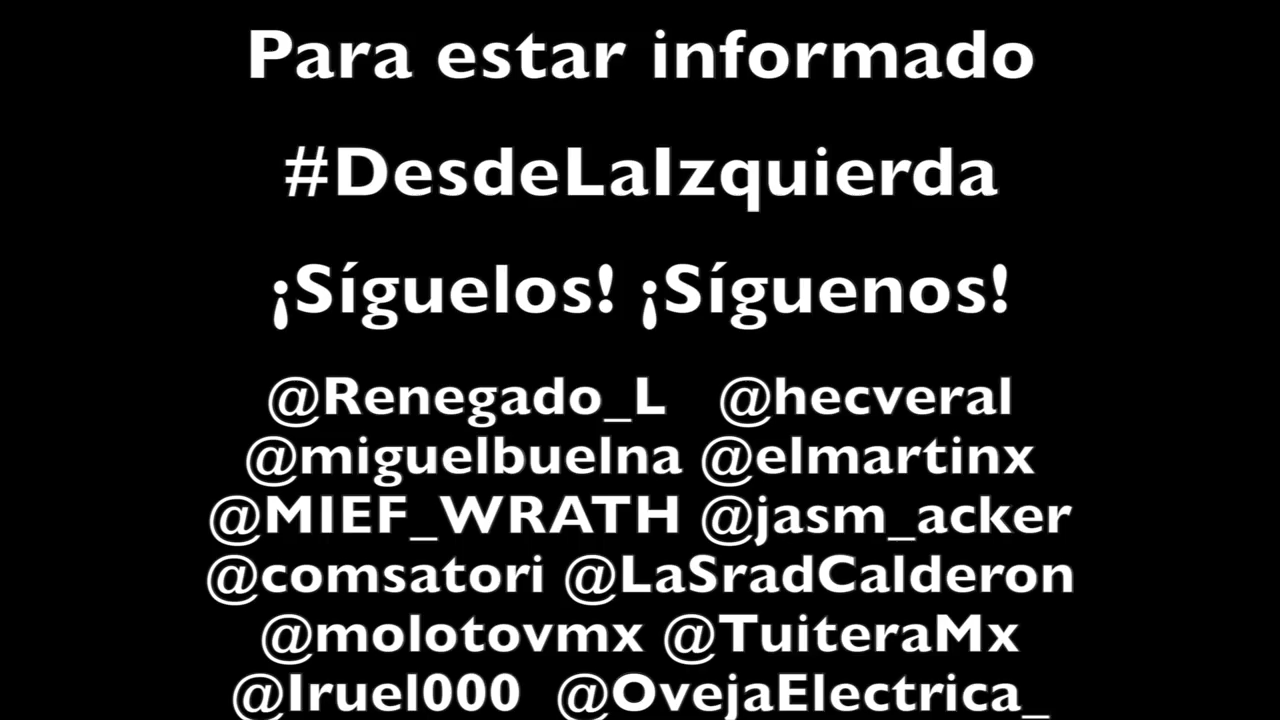 Para estar informado
#DesdeLaIzquierda
¡Síguelos! ¡Síguenos!
@Renegado_L @hecveral
@miguelbuelna @elmartinx
@MIEF_WRATH @jasm_acker
@comsatori @LaSradCalderon
@molotovmx @TuiteraMx
@Iruel000 @OvejaElectrica_